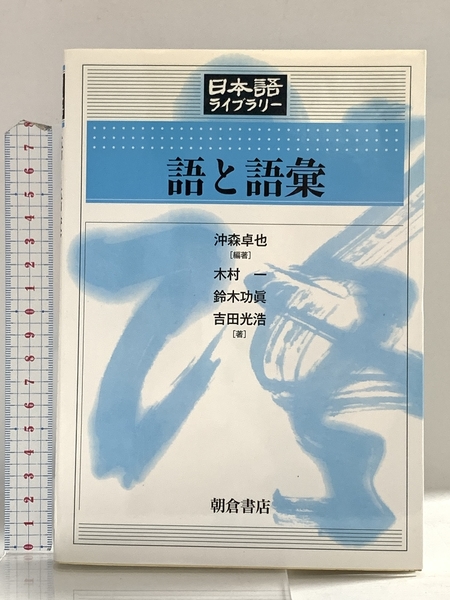 日本語
ライブラリー
語と語彙
沖森卓也
[編著]
木村 一
鈴木功眞
吉田光浩
[著]
朝倉書店